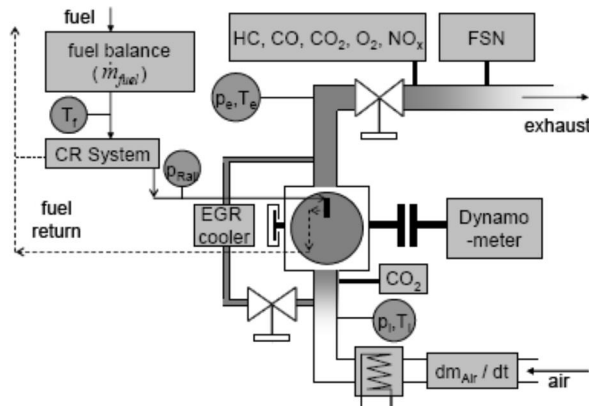 fuel
fuel balance
(ṁfuel)
Tf
CR System
pRail
fuel
return
EGR
cooler
HC, CO, CO₂, O₂, NOₓ
FSN
pe,Te
exhaust
Dynamo
-meter
CO₂
pI,TI
dmAir / dt
air